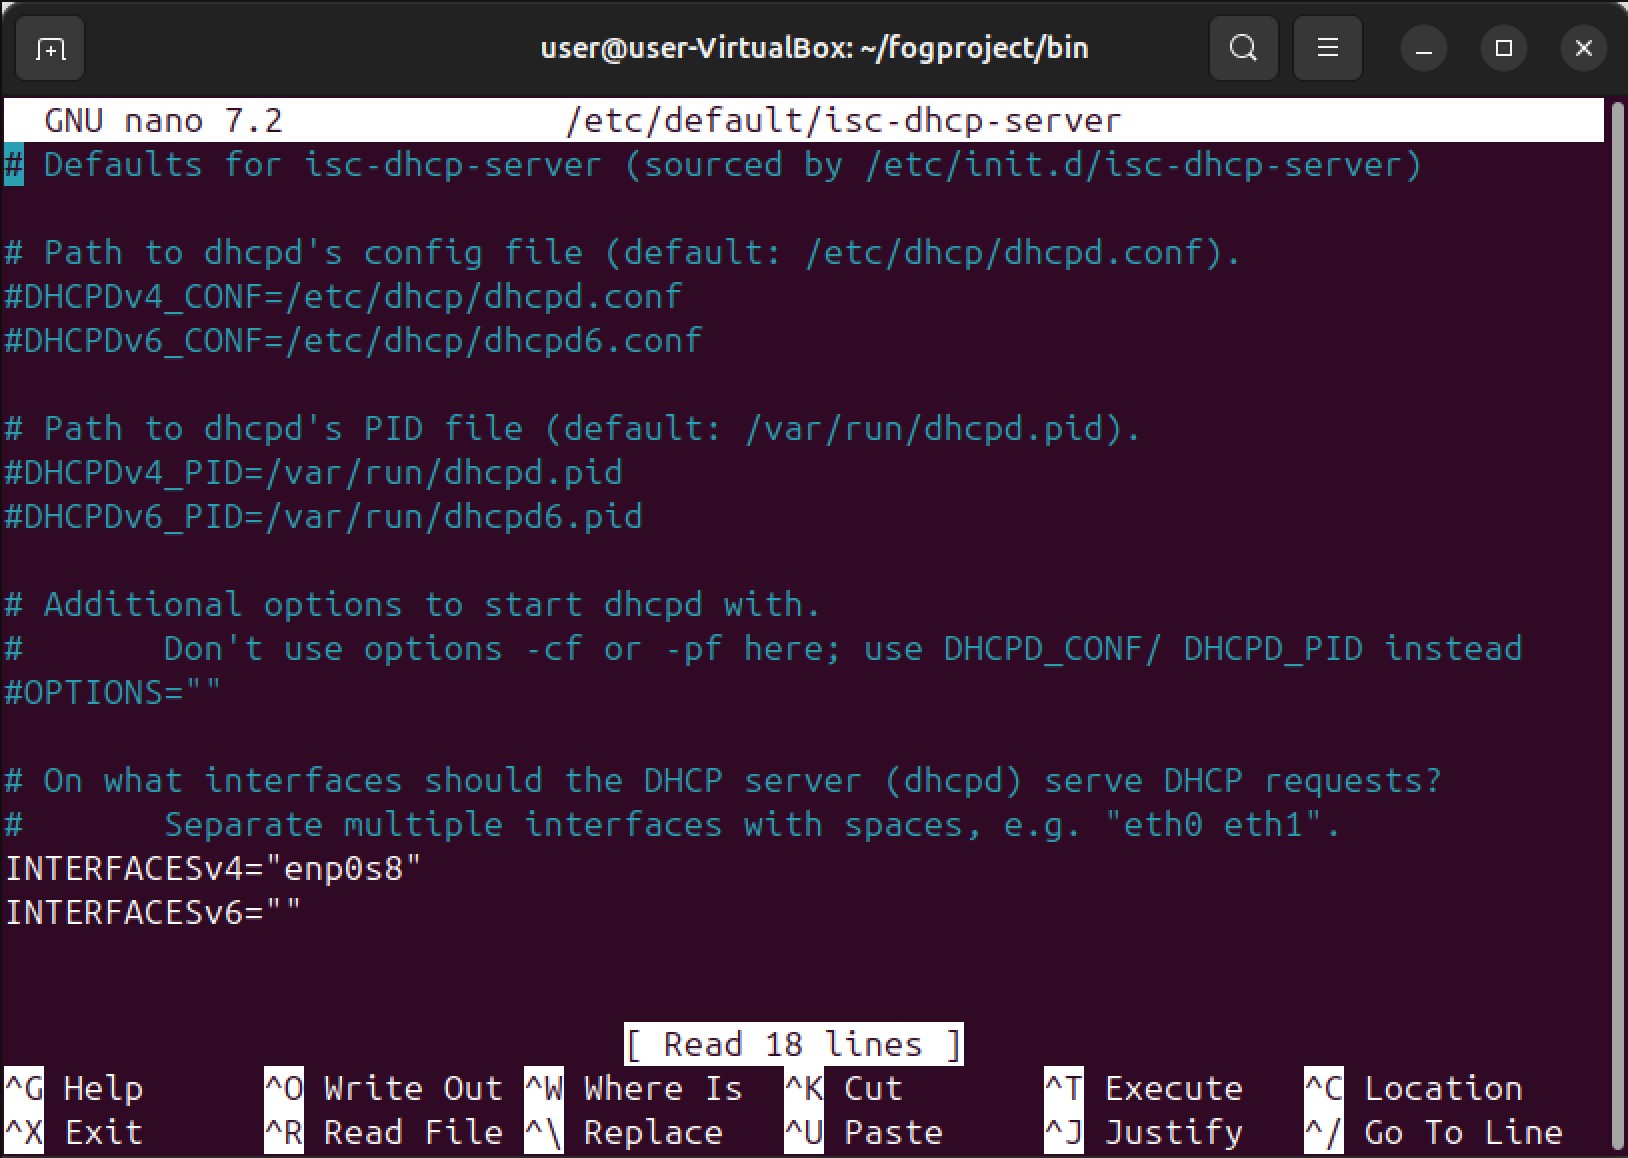 user@user-VirtualBox: ~/fogproject/bin
GNU nano 7.2 /etc/default/isc-dhcp-server
# Defaults for isc-dhcp-server (sourced by /etc/init.d/isc-dhcp-server)
# Path to dhcpd's config file (default: /etc/dhcp/dhcpd.conf).
#DHCPDv4_CONF=/etc/dhcp/dhcpd.conf
#DHCPDv6_CONF=/etc/dhcp/dhcpd6.conf
# Path to dhcpd's PID file (default: /var/run/dhcpd.pid).
#DHCPDv4_PID=/var/run/dhcpd.pid
#DHCPDv6_PID=/var/run/dhcpd6.pid
# Additional options to start dhcpd with.
#       Don't use options -cf or -pf here; use DHCPD_CONF/ DHCPD_PID instead
#OPTIONS=""
# On what interfaces should the DHCP server (dhcpd) serve DHCP requests?
#       Separate multiple interfaces with spaces, e.g. "eth0 eth1".
INTERFACESv4="enp0s8"
INTERFACESv6=""
[ Read 18 lines ]
^G Help ^O Write Out ^W Where Is ^K Cut ^T Execute ^C Location
^X Exit ^R Read File ^\ Replace ^U Paste ^J Justify ^/ Go To Line